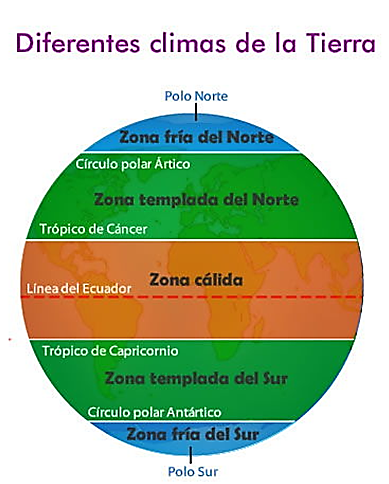 Diferentes climas de la Tierra
Polo Norte
Zona fría del Norte
Círculo polar Ártico
Zona templada del Norte
Trópico de Cáncer
Zona cálida
Línea del Ecuador
Trópico de Capricornio
Zona templada del Sur
Círculo polar Antártico
Zona fría del Sur
Polo Sur